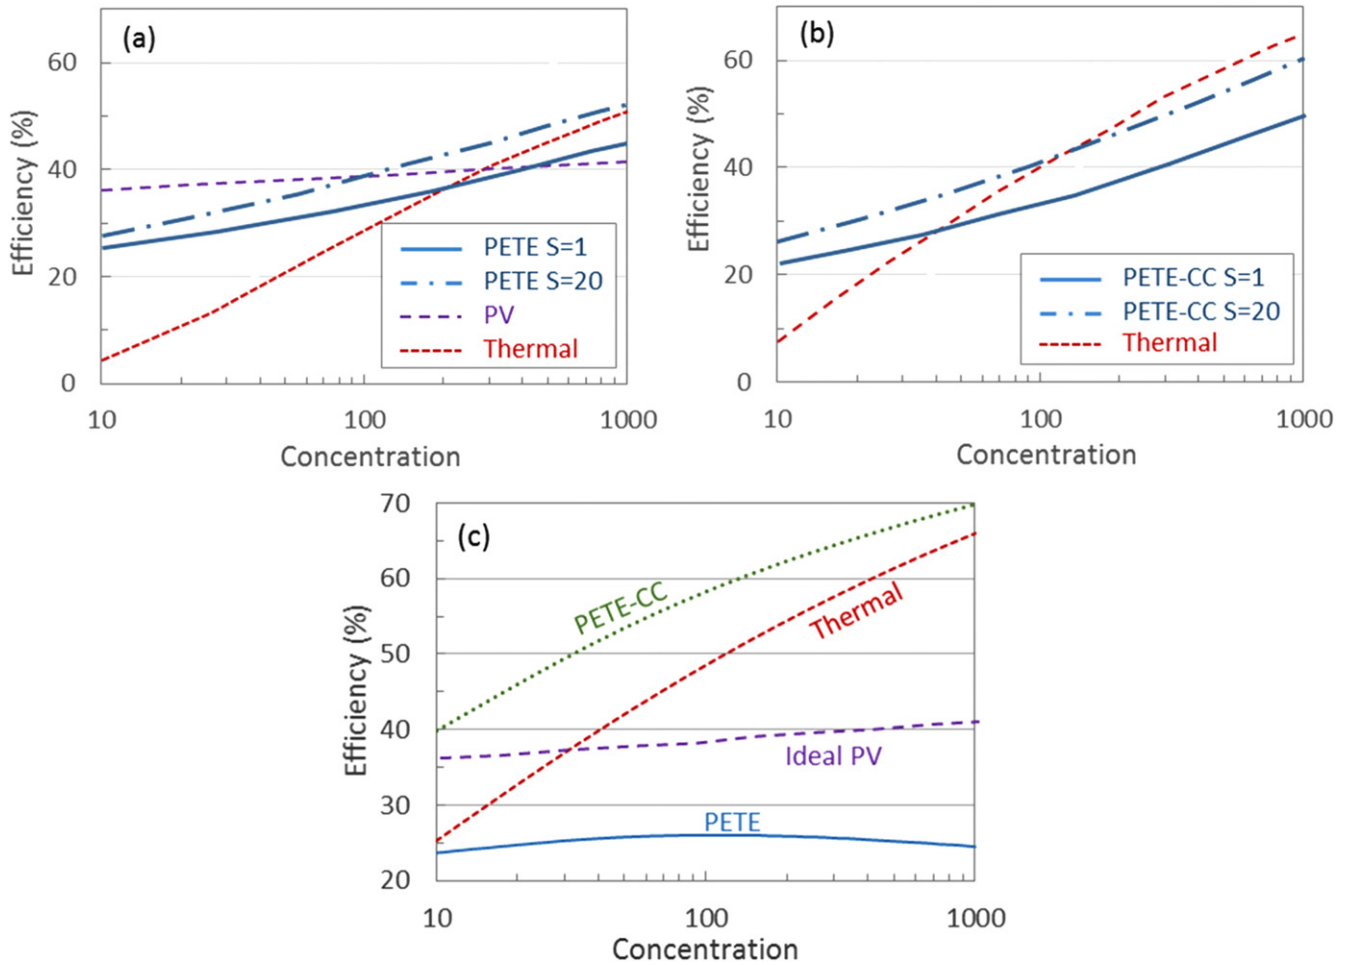 (a)
Efficiency (%)
60
40
20
0
PETE S=1
PETE S=20
PV
Thermal
10 100 1000
Concentration
(b)
Efficiency (%)
60
40
20
0
PETE-CC S=1
PETE-CC S=20
Thermal
10 100 1000
Concentration
(c)
Efficiency (%)
70
60
50
40
30
20
PETE-CC
Thermal
Ideal PV
PETE
10 100 1000
Concentration